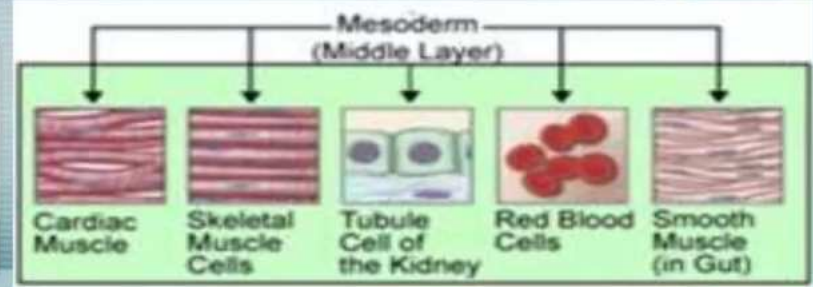 Mesoderm
(Middle Layer)
Cardiac
Muscle
Skeletal
Muscle
Cells
Tubule
Cell of
the Kidney
Red Blood
Cells
Smooth
Muscle
(in Gut)